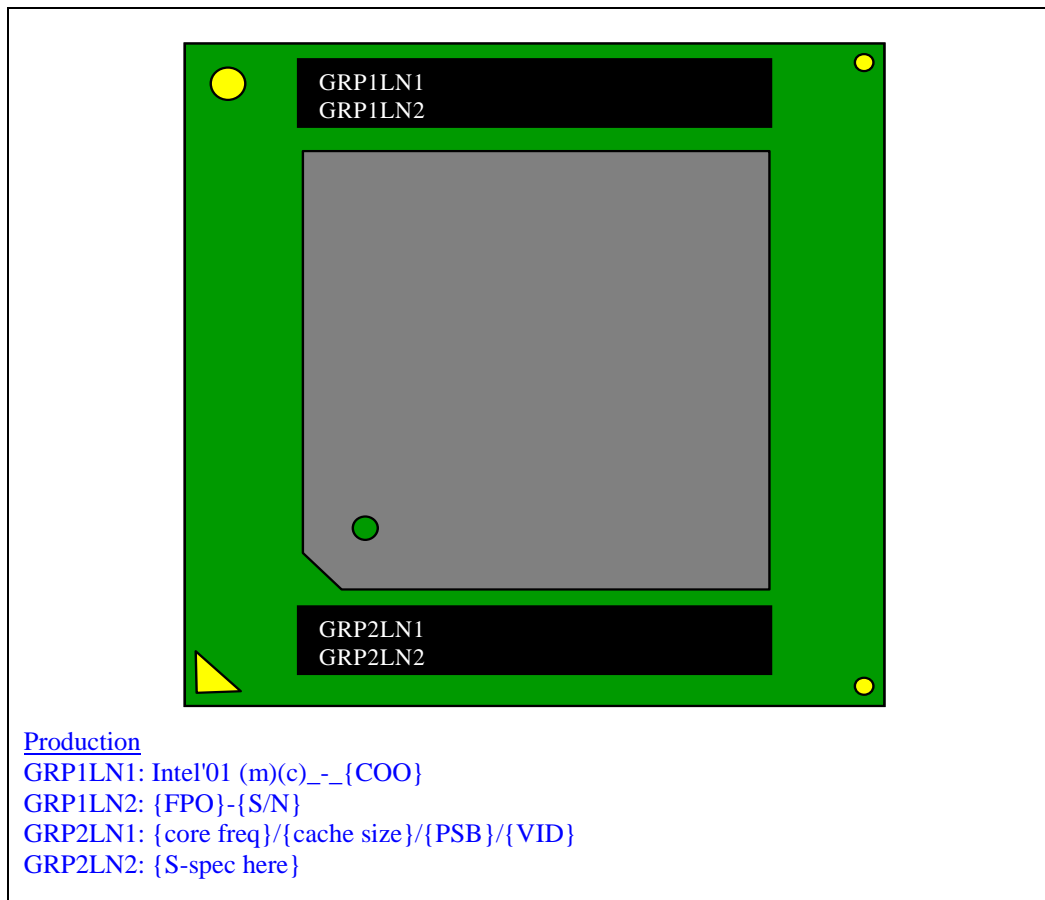 GRP1LN1
GRP1LN2
GRP2LN1
GRP2LN2
Production
GRP1LN1: Intel'01 (m)(c)_-_{COO}
GRP1LN2: {FPO}-{S/N}
GRP2LN1: {core freq}/{cache size}/{PSB}/{VID}
GRP2LN2: {S-spec here}